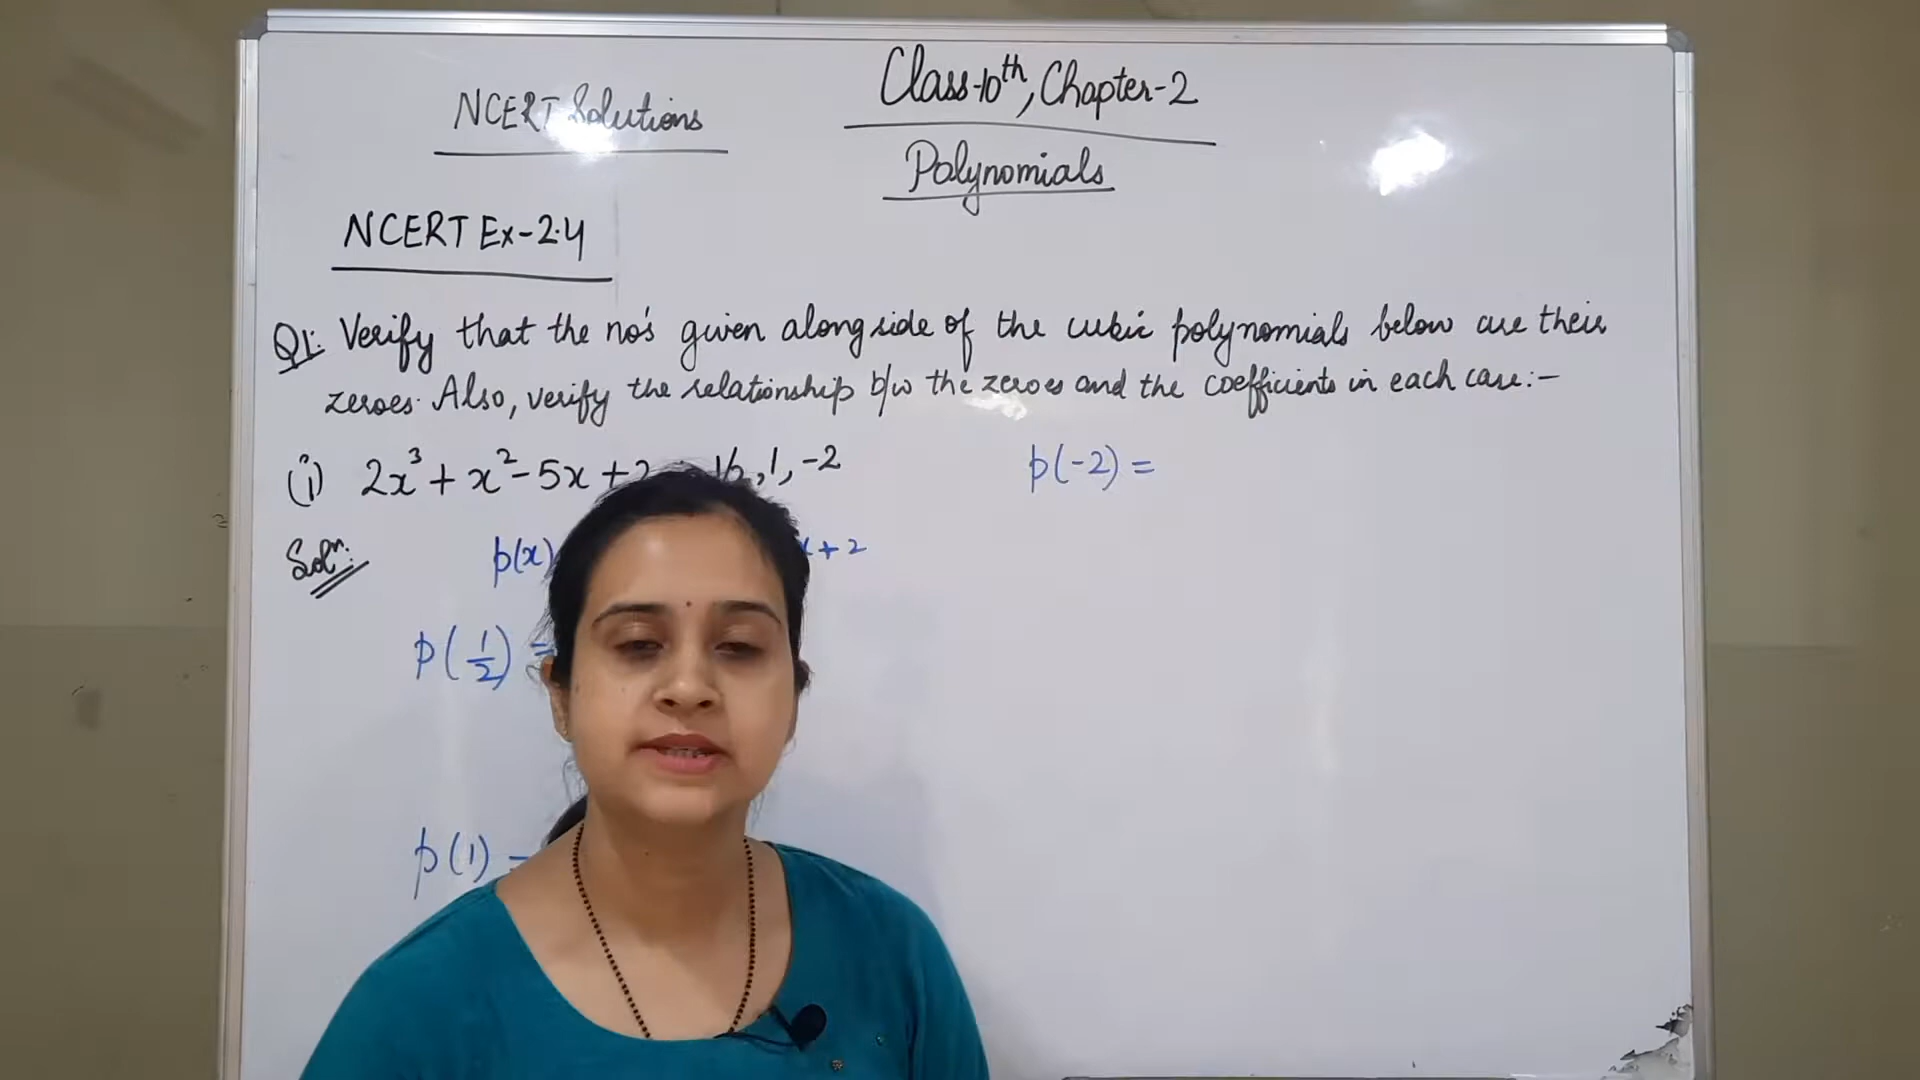 NCERT Solutions
Class-10th, Chapter-2
Polynomials
NCERT Ex-2.4
Q1: Verify that the no's given along side of the cubic polynomials below are their
zeroes. Also, verify the relationship b/w the zeroes and the coefficients in each case:-
(i) 2x³ + x² - 5x + 2 1/2, 1, -2
p(-2) =
Solⁿ: p(x) x + 2
p(1/2) =
p(1) =